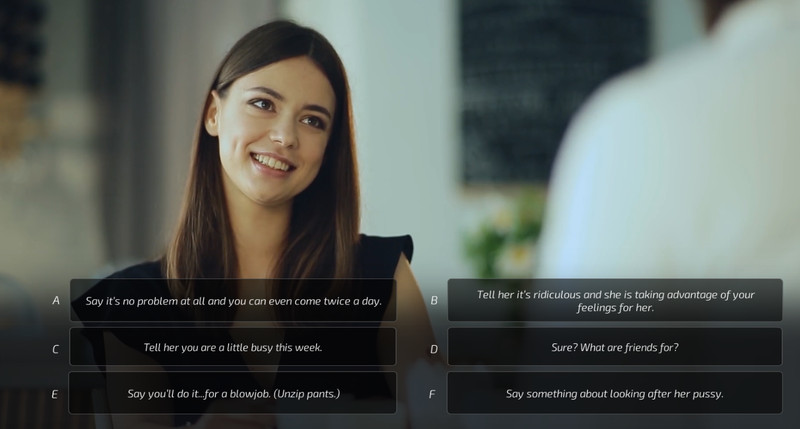 A Say it's no problem at all and you can even come twice a day.
B Tell her it's ridiculous and she is taking advantage of your
feelings for her.
C Tell her you are a little busy this week.
D Sure? What are friends for?
E Say you'll do it...for a blowjob. (Unzip pants.)
F Say something about looking after her pussy.